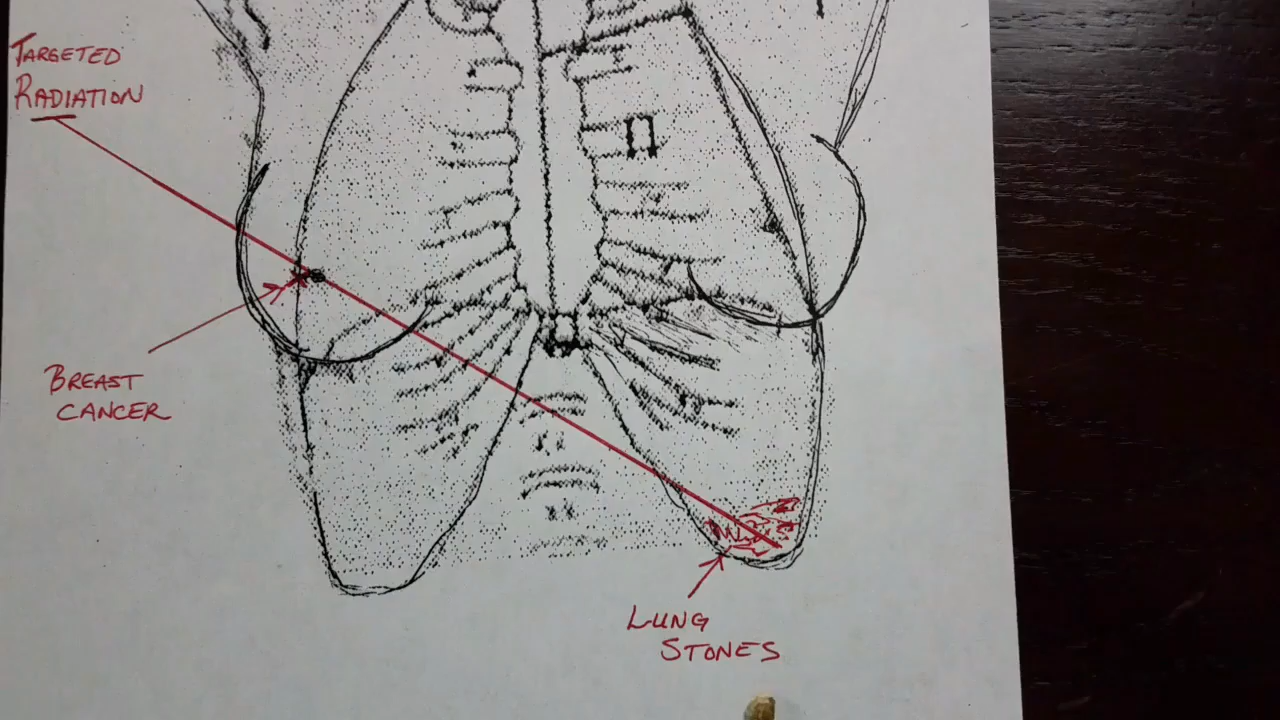 TARGETED
RADIATION
BREAST
CANCER
LUNG
STONES